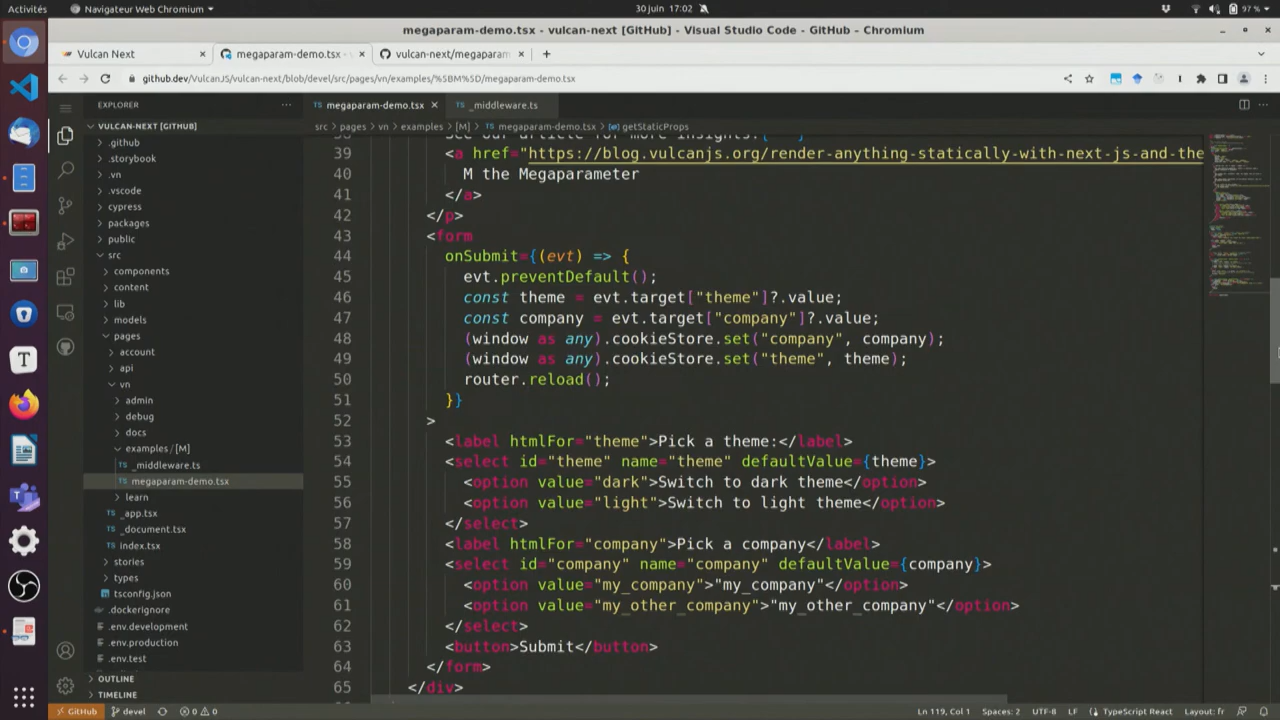 Activités
Navigateur Web Chromium
30 juin 17:02
97 %
megaparam-demo.tsx - vulcan-next [GitHub] - Visual Studio Code - GitHub - Chromium
Vulcan Next
megaparam-demo.tsx -
vulcan-next/megaparam
github.dev/VulcanJS/vulcan-next/blob/devel/src/pages/vn/examples/%5BM%5D/megaparam-demo.tsx
EXPLORER
megaparam-demo.tsx
_middleware.ts
VULCAN-NEXT [GITHUB]
src > pages > vn > examples > [M] > megaparam-demo.tsx > getStaticProps
.github
.storybook
.vn
.vscode
cypress
packages
public
src
components
content
lib
models
pages
account
api
vn
admin
debug
docs
examples / [M]
_middleware.ts
megaparam-demo.tsx
learn
_app.tsx
_document.tsx
index.tsx
stories
types
tsconfig.json
.dockerignore
.env.development
.env.production
.env.test
OUTLINE
TIMELINE
38 See our article for more insights:{" "}
39 <a href="https://blog.vulcanjs.org/render-anything-statically-with-next-js-and-the
40 M the Megaparameter
41 </a>
42 </p>
43 <form
44 onSubmit={(evt) => {
45 evt.preventDefault();
46 const theme = evt.target["theme"]?.value;
47 const company = evt.target["company"]?.value;
48 (window as any).cookieStore.set("company", company);
49 (window as any).cookieStore.set("theme", theme);
50 router.reload();
51 }}
52 >
53 <label htmlFor="theme">Pick a theme:</label>
54 <select id="theme" name="theme" defaultValue={theme}>
55 <option value="dark">Switch to dark theme</option>
56 <option value="light">Switch to light theme</option>
57 </select>
58 <label htmlFor="company">Pick a company</label>
59 <select id="company" name="company" defaultValue={company}>
60 <option value="my_company">"my_company"</option>
61 <option value="my_other_company">"my_other_company"</option>
62 </select>
63 <button>Submit</button>
64 </form>
65 </div>
GitHub
devel
0
0
Ln 119, Col 1
Spaces: 2
UTF-8
LF
TypeScript React
Layout: fr